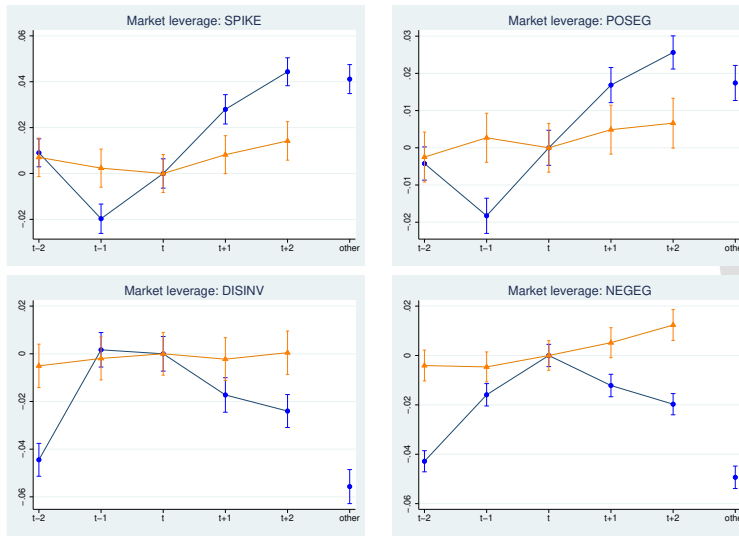 Market leverage: SPIKE
.06
.04
.02
0
−.02
t−2 t−1 t t+1 t+2 other
Market leverage: POSEG
.03
.02
.01
0
−.01
−.02
t−2 t−1 t t+1 t+2 othe
Market leverage: DISINV
.02
0
−.02
−.04
−.06
t−2 t−1 t t+1 t+2 other
Market leverage: NEGEG
.02
0
−.02
−.04
−.06
t−2 t−1 t t+1 t+2 othe